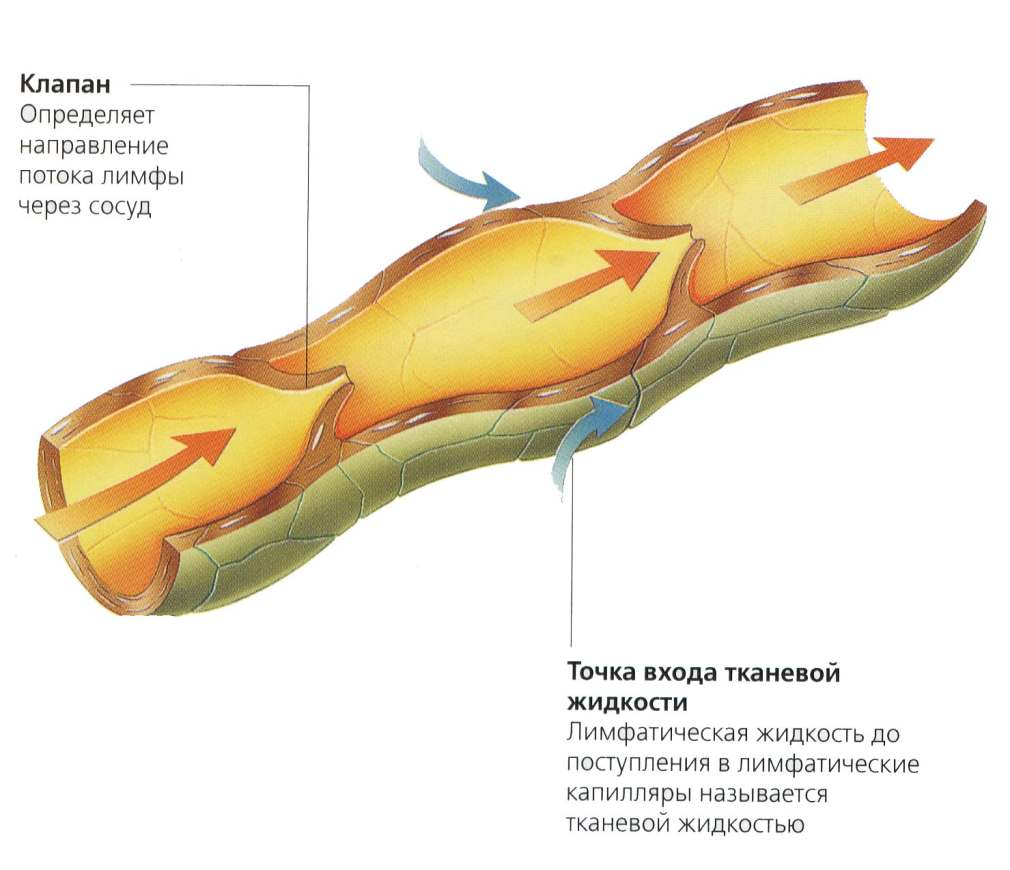 Клапан
Определяет
направление
потока лимфы
через сосуд
Точка входа тканевой
жидкости
Лимфатическая жидкость до
поступления в лимфатические
капилляры называется
тканевой жидкостью